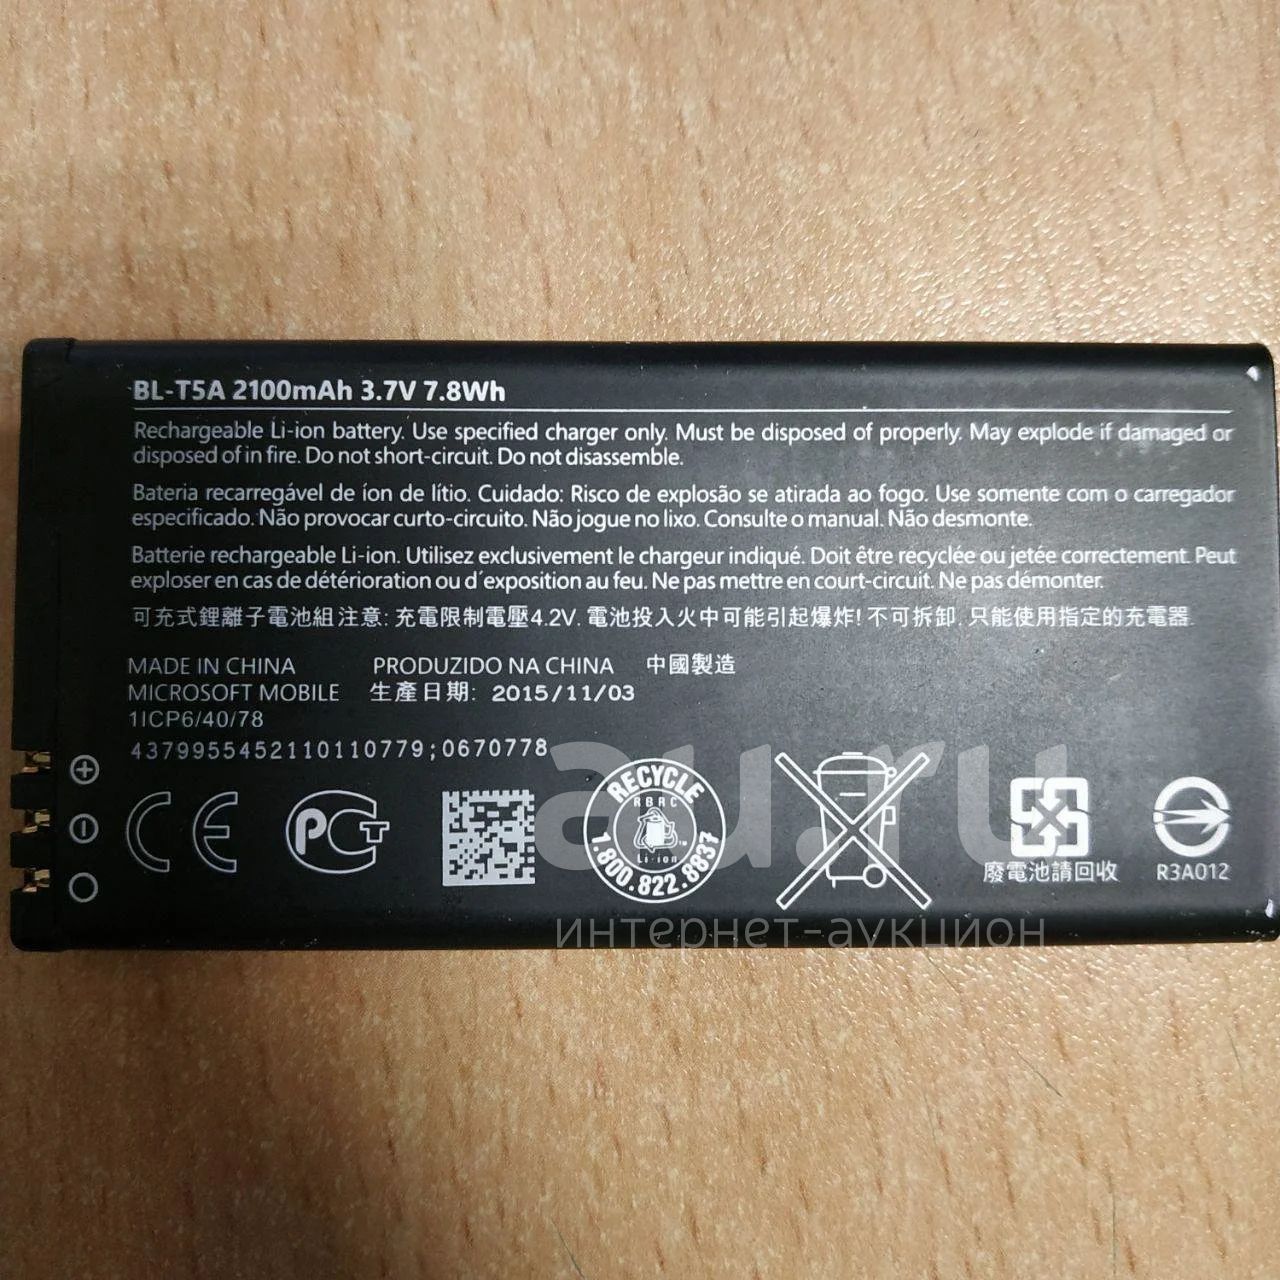 BL-T5A 2100mAh 3.7V 7.8Wh
Rechargeable Li-ion battery. Use specified charger only. Must be disposed of properly. May explode if damaged or
disposed of in fire. Do not short-circuit. Do not disassemble.
Bateria recarregável de íon de lítio. Cuidado: Risco de explosão se atirada ao fogo. Use somente com o carregador
especificado. Não provocar curto-circuito. Não jogue no lixo. Consulte o manual. Não desmonte.
Batterie rechargeable Li-ion. Utilisez exclusivement le chargeur indiqué. Doit être recyclée ou jetée correctement. Peut
exploser en cas de détérioration ou d´exposition au feu. Ne pas mettre en court-circuit. Ne pas démonter.
可充式鋰離子電池組注意: 充電限制電壓4.2V. 電池投入火中可能引起爆炸! 不可拆卸. 只能使用指定的充電器.
MADE IN CHINA PRODUZIDO NA CHINA 中國製造
MICROSOFT MOBILE 生產日期: 2015/11/03
1ICP6/40/78
4379955452110110779;0670778
+
-
CE PCT
RECYCLE
RBRC
Li-ion
1.800.822.8837
廢電池請回收 R3A012
au.ru
интернет-аукцион